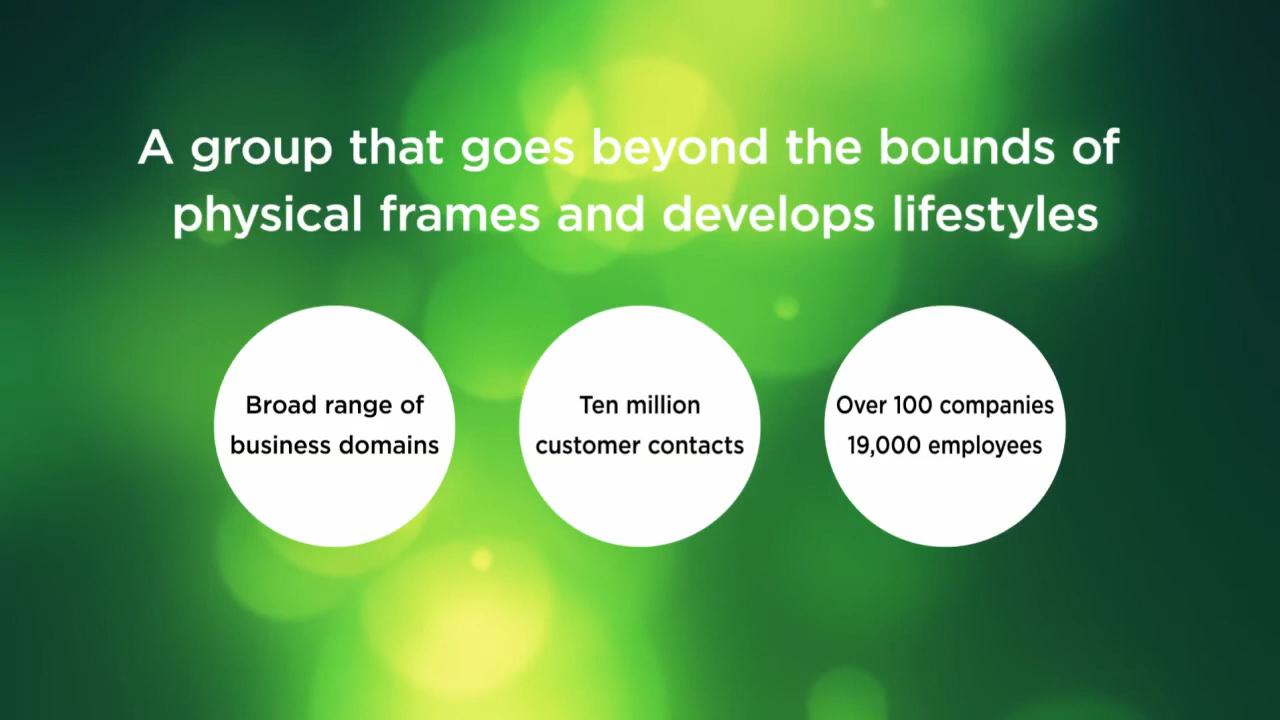 A group that goes beyond the bounds of
physical frames and develops lifestyles
Broad range of
business domains
Ten million
customer contacts
Over 100 companies
19,000 employees